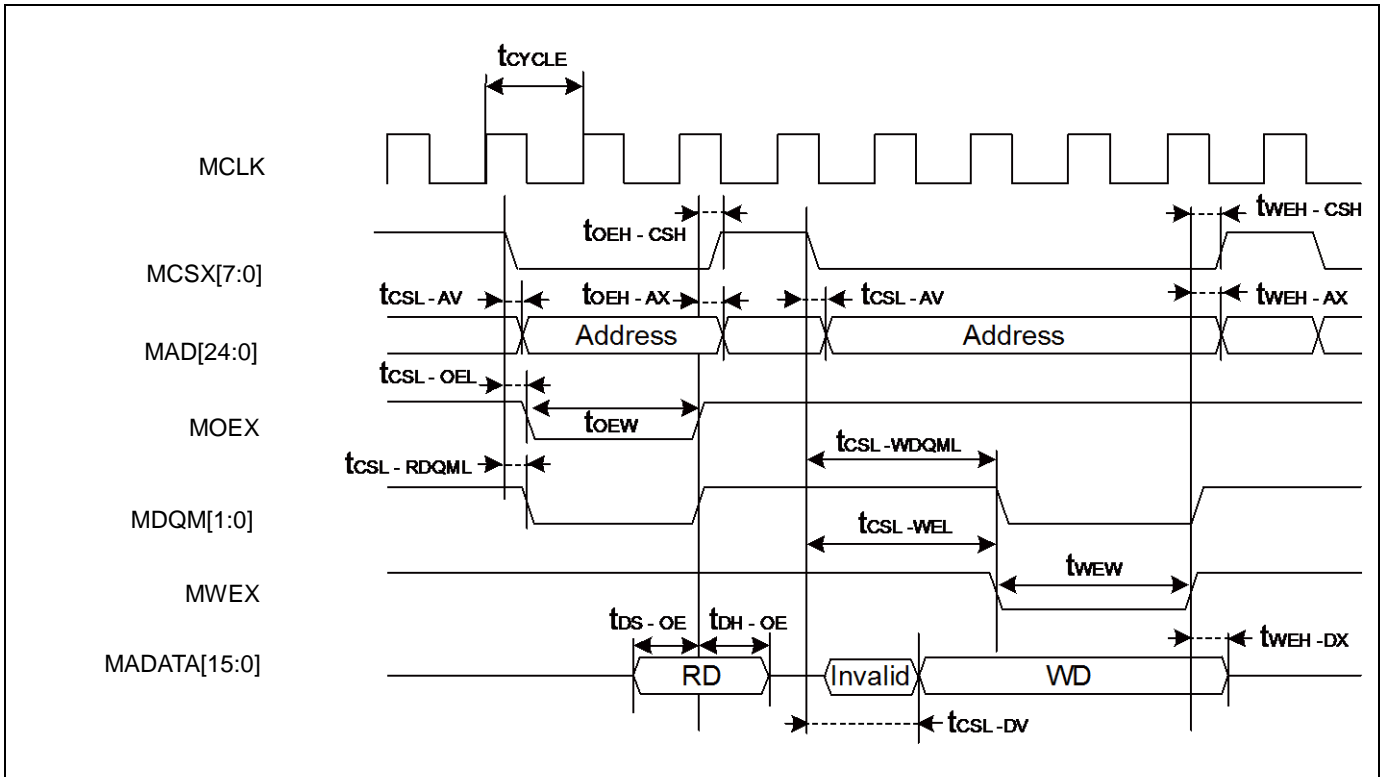 tCYCLE
MCLK
tOEH - CSH
tWEH - CSH
MCSX[7:0]
tCSL - AV tOEH - AX tCSL - AV tWEH - AX
MAD[24:0] Address Address
tCSL - OEL
MOEX tOEW
tCSL - RDQML tCSL -WDQML
MDQM[1:0]
tCSL -WEL
MWEX tWEW
tDS - OE tDH - OE tWEH -DX
MADATA[15:0] RD Invalid WD
tCSL -DV